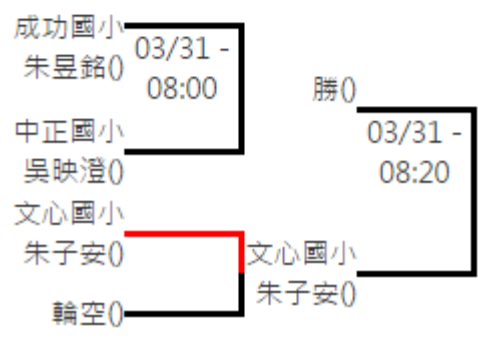 成功國小
朱昱銘()
03/31 -
08:00
中正國小
吳映澄()
文心國小
朱子安()
輪空()
勝()
03/31 -
08:20
文心國小
朱子安()